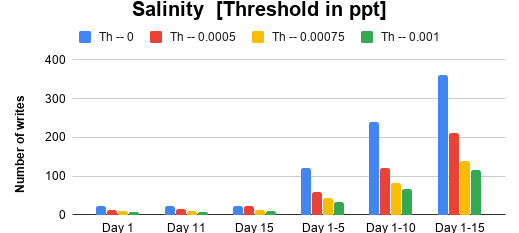 Salinity  [Threshold in ppt]
Th -- 0 Th -- 0.0005 Th -- 0.00075 Th -- 0.001
Number of writes
400
300
200
100
0
Day 1 Day 11 Day 15 Day 1-5 Day 1-10 Day 1-15